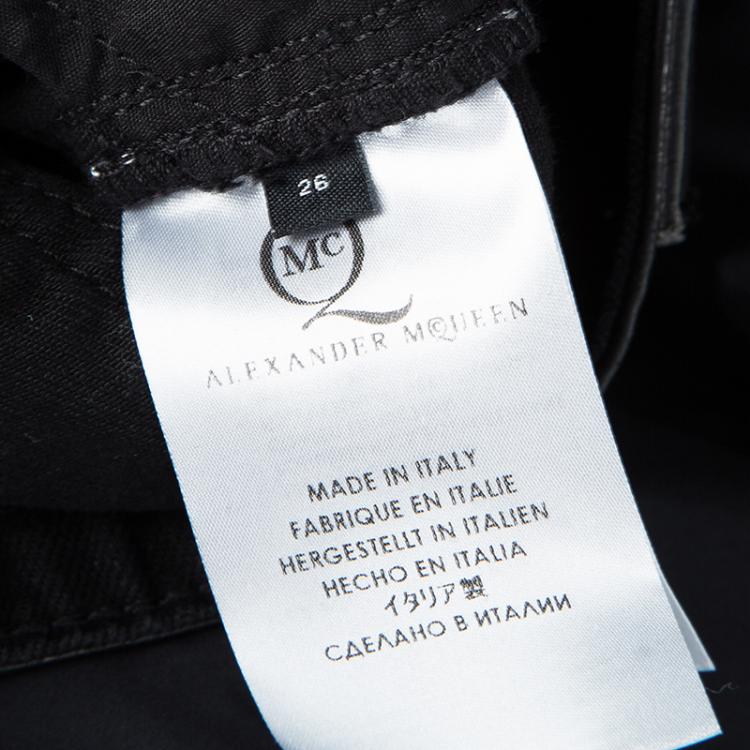 26
McQ
ALEXANDER MCQUEEN
MADE IN ITALY
FABRIQUE EN ITALIE
HERGESTELLT IN ITALIEN
HECHO EN ITALIA
イタリア製
СДЕЛАНО В ИТАЛИИ